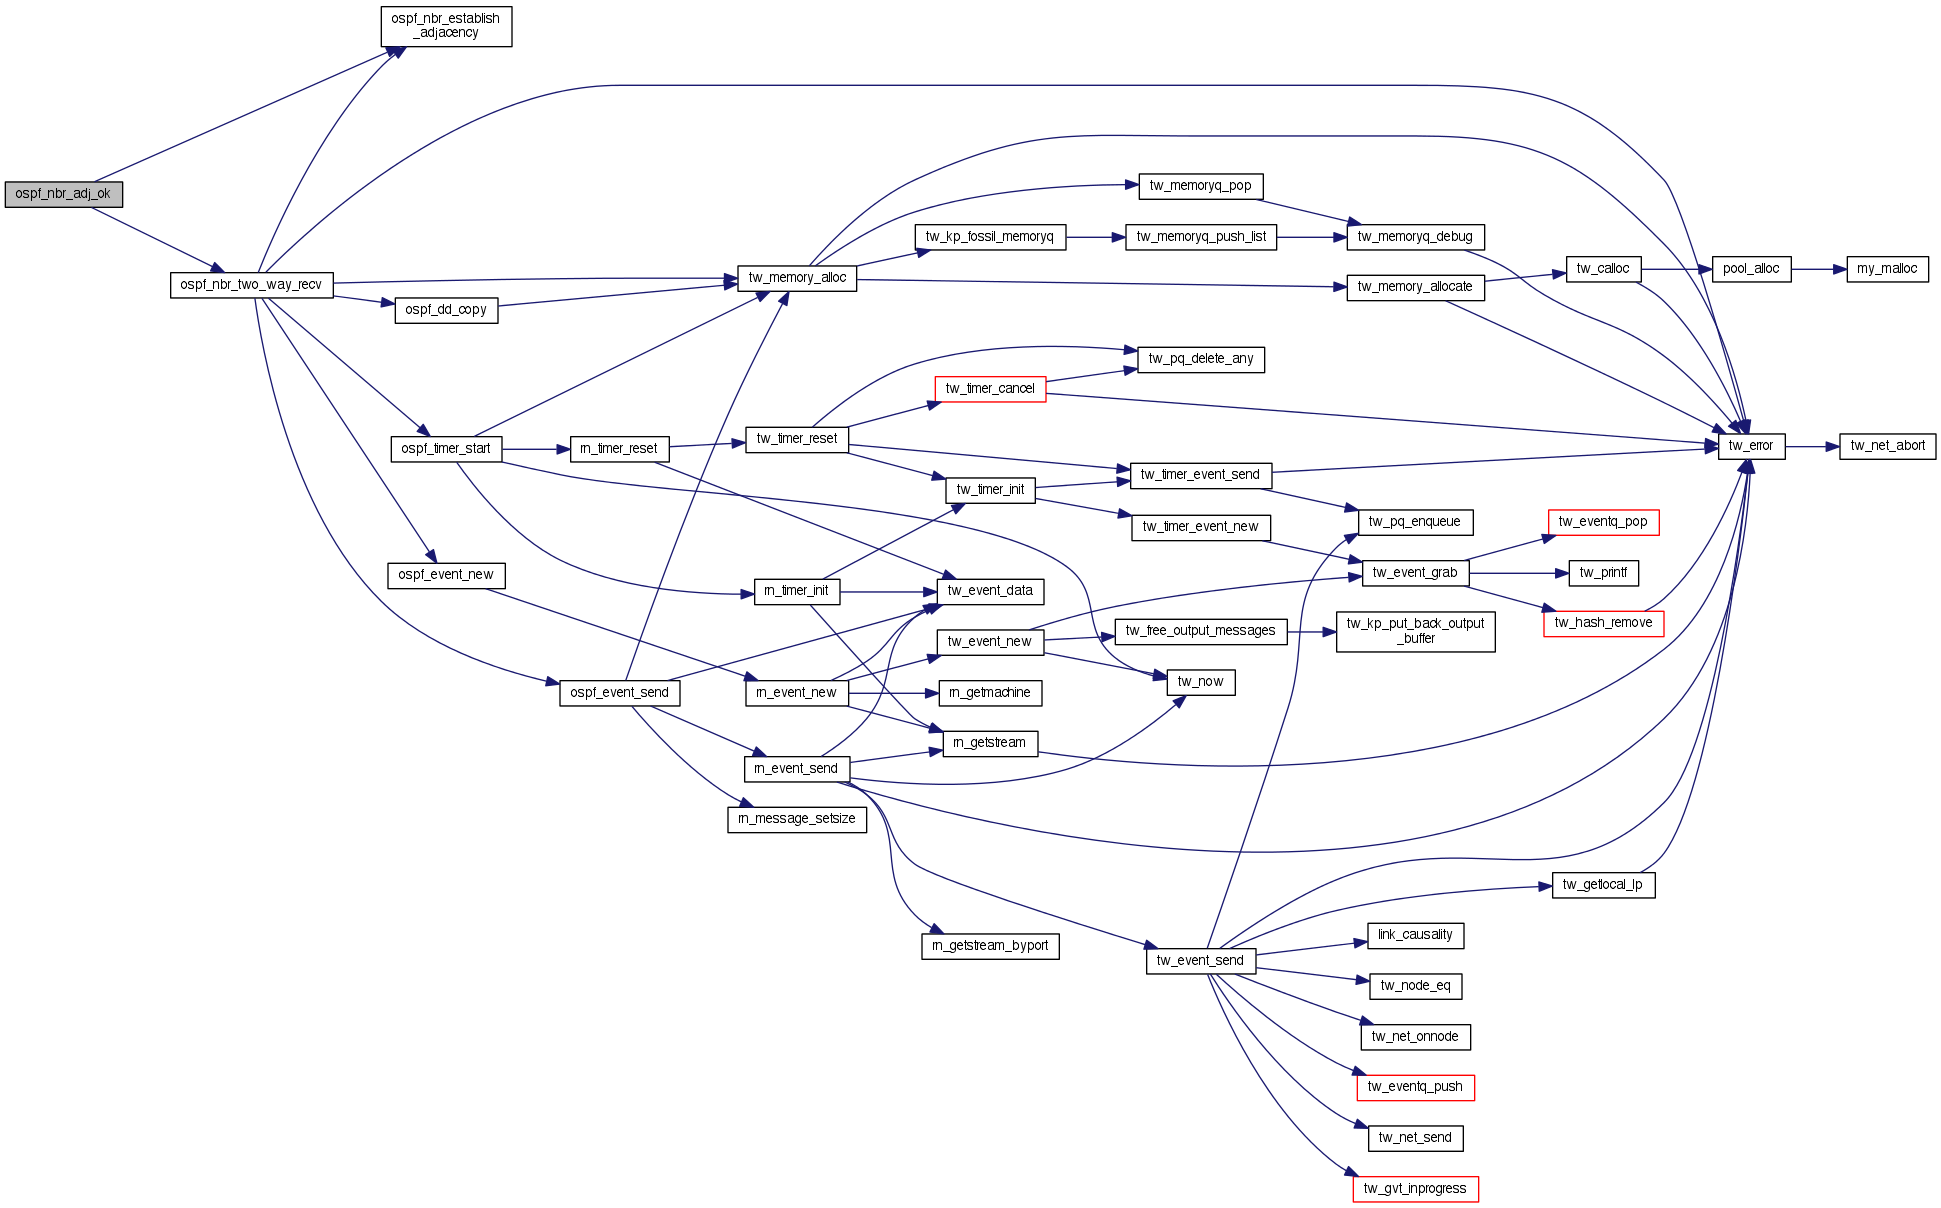 ospf_nbr_establish
_adjacency
ospf_nbr_adj_ok
tw_memoryq_pop
tw_kp_fossil_memoryq
tw_memoryq_push_list
tw_memoryq_debug
ospf_nbr_two_way_recv
tw_memory_alloc
tw_calloc
pool_alloc
my_malloc
tw_memory_allocate
ospf_dd_copy
tw_pq_delete_any
tw_timer_cancel
ospf_timer_start
rn_timer_reset
tw_timer_reset
tw_error
tw_net_abort
tw_timer_event_send
tw_timer_init
tw_timer_event_new
tw_pq_enqueue
tw_eventq_pop
ospf_event_new
tw_event_grab
tw_printf
rn_timer_init
tw_event_data
tw_hash_remove
tw_event_new
tw_free_output_messages
tw_kp_put_back_output
_buffer
ospf_event_send
rn_event_new
rn_getmachine
tw_now
rn_getstream
rn_event_send
rn_message_setsize
tw_getlocal_lp
rn_getstream_byport
link_causality
tw_event_send
tw_node_eq
tw_net_onnode
tw_eventq_push
tw_net_send
tw_gvt_inprogress